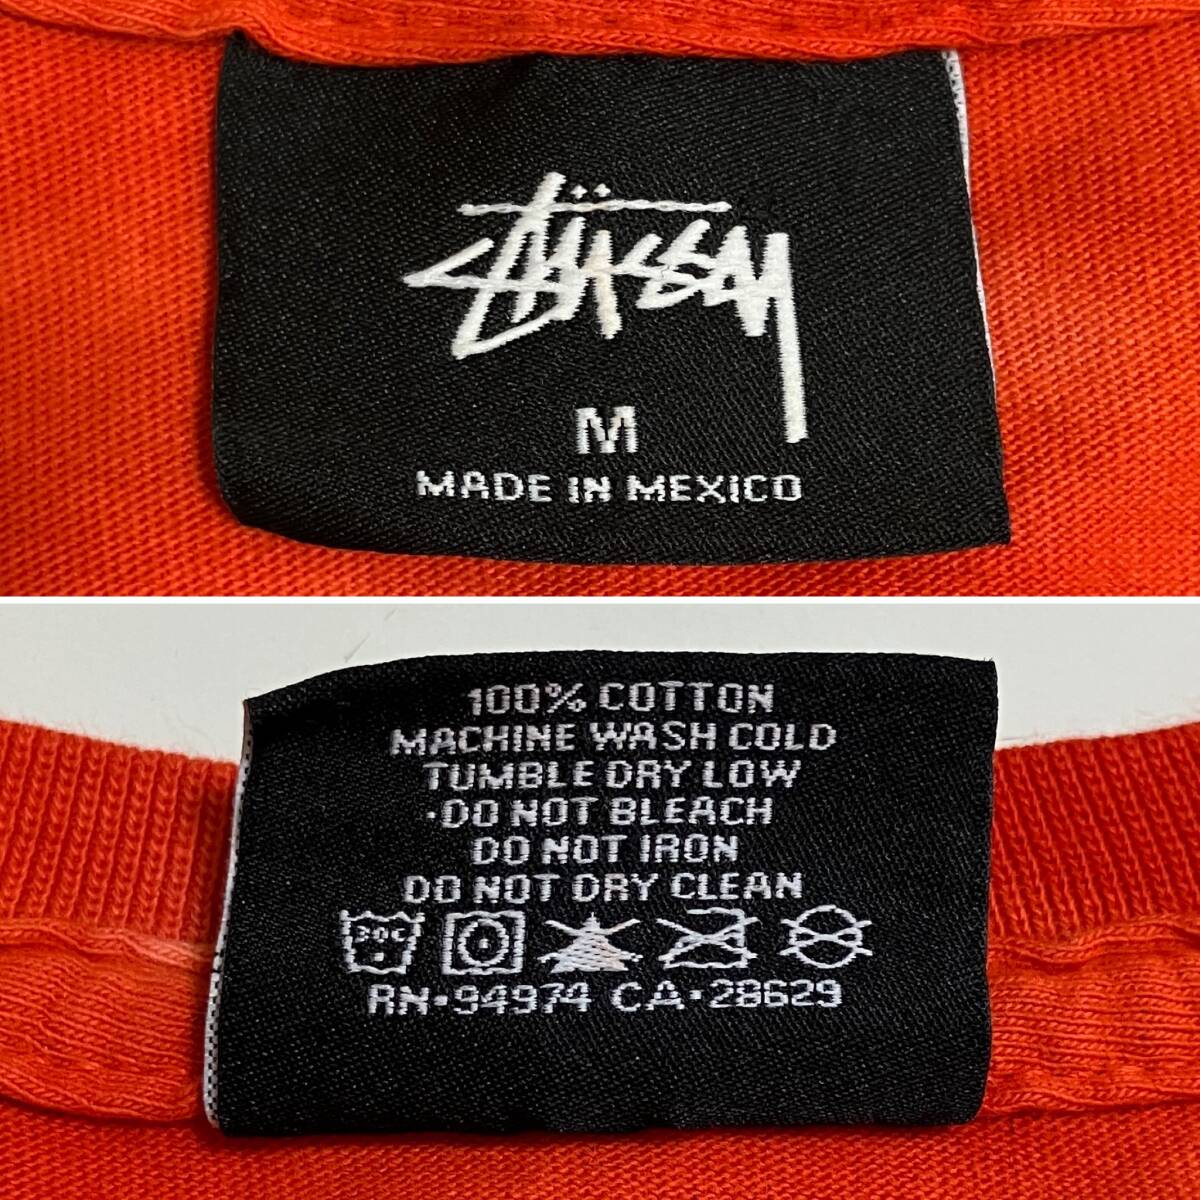 Stüssy
M
MADE IN MEXICO
100% COTTON
MACHINE WASH COLD
TUMBLE DRY LOW
·DO NOT BLEACH
DO NOT IRON
DO NOT DRY CLEAN
30C
RN·94974 CA·28629